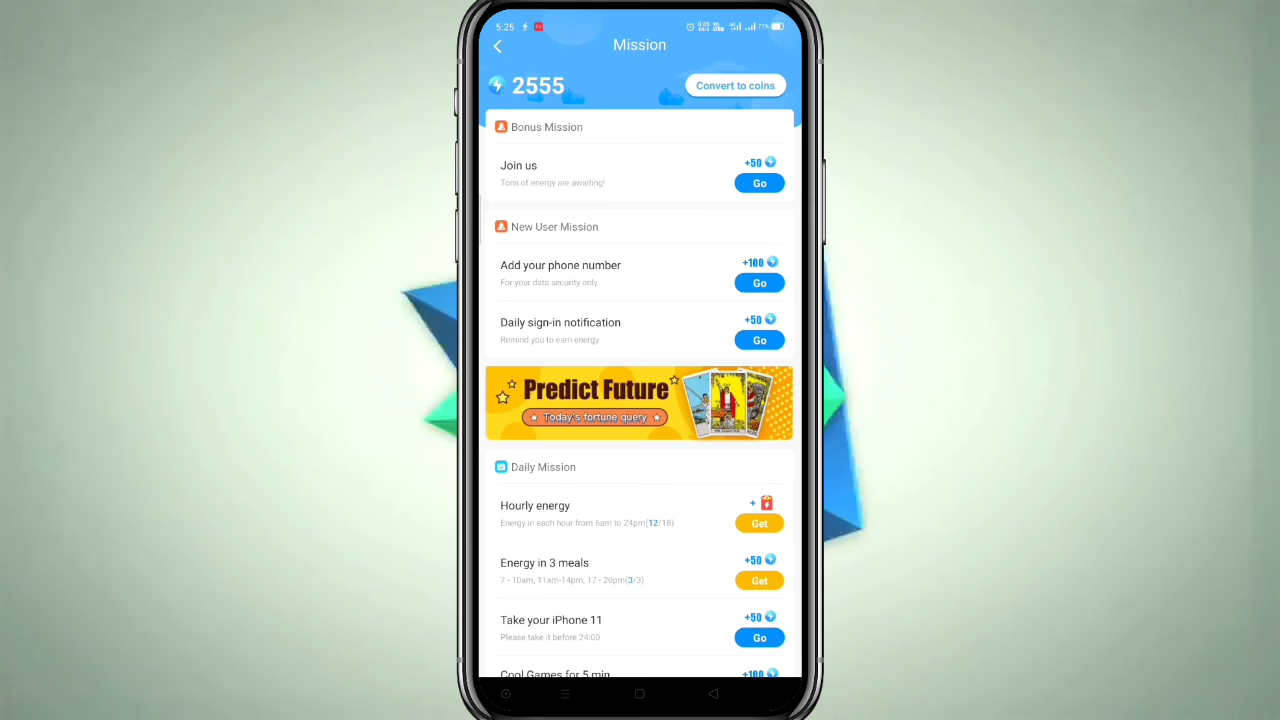 5:25
77%
Mission
2555
Convert to coins
Bonus Mission
Join us
+50
Tons of energy are awaiting!
Go
New User Mission
Add your phone number
+100
For your data security only
Go
Daily sign-in notification
+50
Remind you to earn energy
Go
Predict Future
Today's fortune query
Daily Mission
Hourly energy
+
Energy in each hour from 6am to 24pm(12/18)
Get
Energy in 3 meals
+50
7 - 10am, 11am-14pm, 17 - 20pm(3/3)
Get
Take your iPhone 11
+50
Please take it before 24:00
Go
Cool Games for 5 min
+100